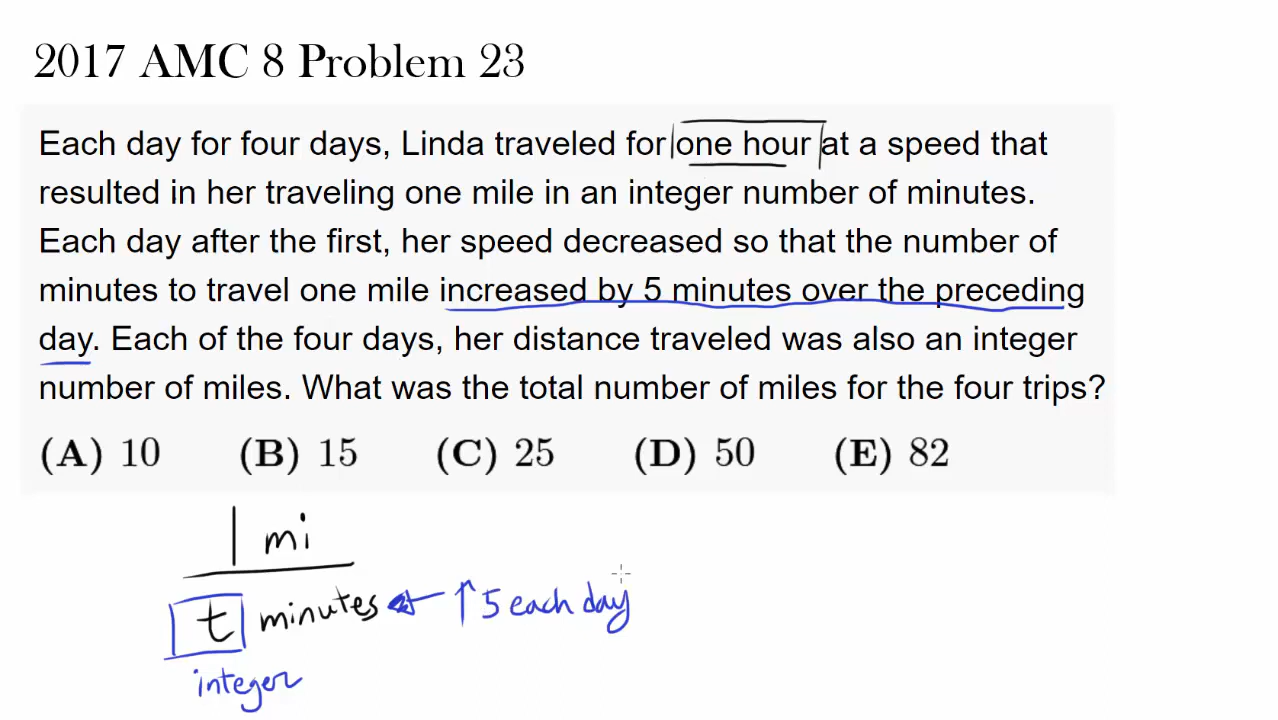 2017 AMC 8 Problem 23
Each day for four days, Linda traveled for one hour at a speed that
resulted in her traveling one mile in an integer number of minutes.
Each day after the first, her speed decreased so that the number of
minutes to travel one mile increased by 5 minutes over the preceding
day. Each of the four days, her distance traveled was also an integer
number of miles. What was the total number of miles for the four trips?
(A) 10 (B) 15 (C) 25 (D) 50 (E) 82
1 mi
t minutes ← ↑ 5 each day
integer